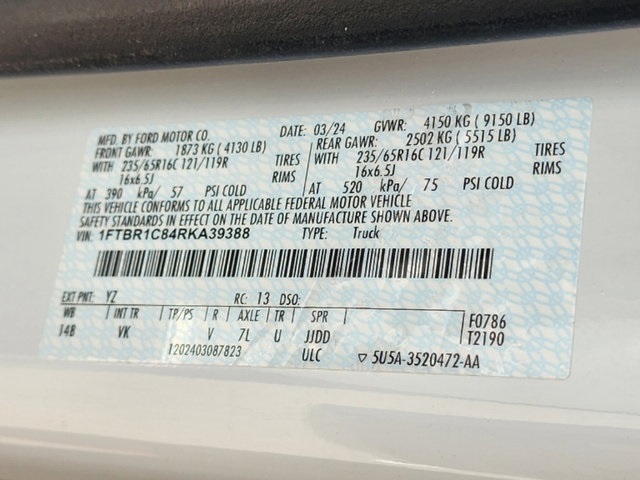 MFD. BY FORD MOTOR CO. DATE: 03/24 GVWR: 4150 KG ( 9150 LB)
FRONT GAWR: 1873 KG ( 4130 LB) REAR GAWR: 2502 KG ( 5515 LB)
WITH 235/65R16C 121/119R TIRES WITH 235/65R16C 121/119R TIRES
16x6.5J RIMS 16x6.5J RIMS
AT 390 kPa/ 57 PSI COLD AT 520 kPa/ 75 PSI COLD
THIS VEHICLE CONFORMS TO ALL APPLICABLE FEDERAL MOTOR VEHICLE
SAFETY STANDARDS IN EFFECT ON THE DATE OF MANUFACTURE SHOWN ABOVE.
VIN: 1FTBR1C84RKA39388 TYPE: Truck
EXT PNT: YZ RC: 13 DSO:
WB INT TR TP/PS R AXLE TR SPR F0786
148 VK V 7L U JJDD T2190
1202403087823 ULC ▽ 5U5A-3520472-AA